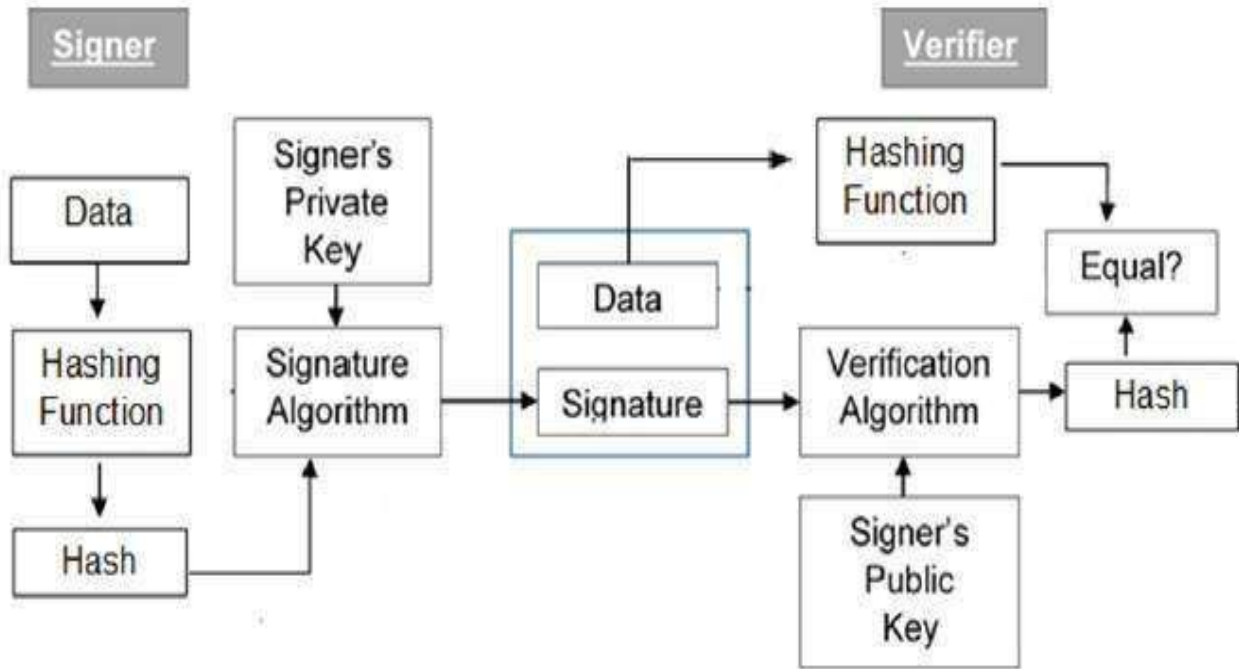 Signer
Verifier
Signer's
Private
Key
Hashing
Function
Data
Equal?
Data
Hashing
Function
Signature
Algorithm
Signature
Verification
Algorithm
Hash
Hash
Signer's
Public
Key